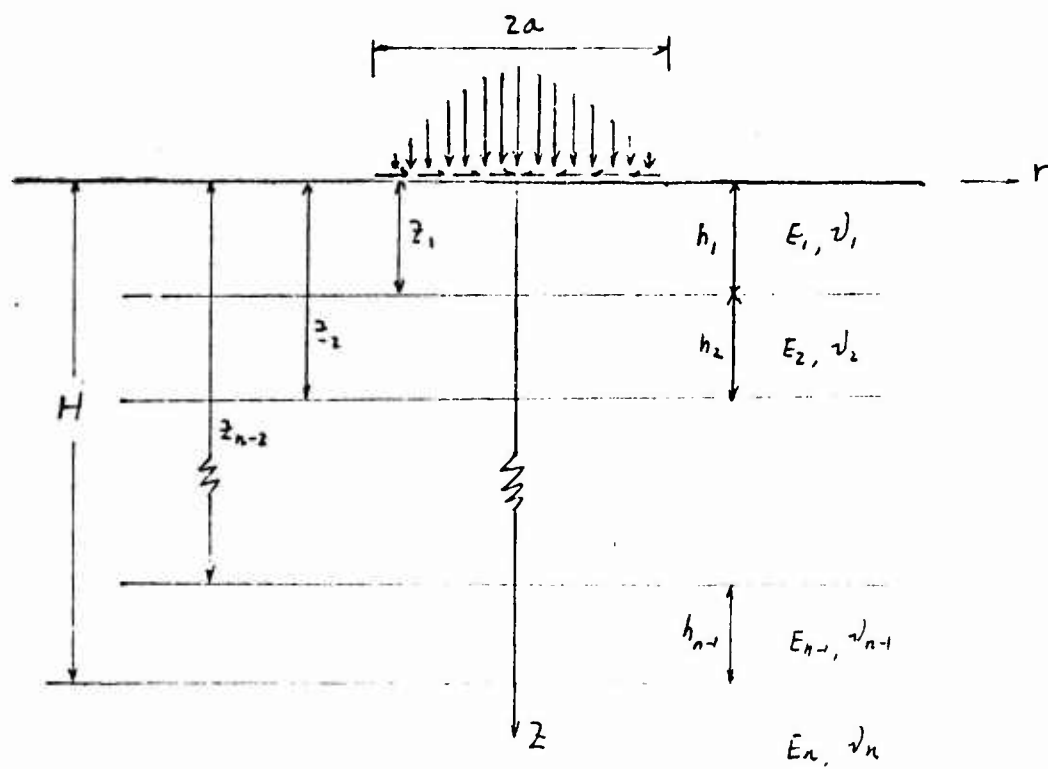 2a
r
z₁
h₁
E₁, ν₁
z₂
h₂
E₂, ν₂
H
zₙ₋₂
hₙ₋₁
Eₙ₋₁, νₙ₋₁
z
Eₙ, νₙ